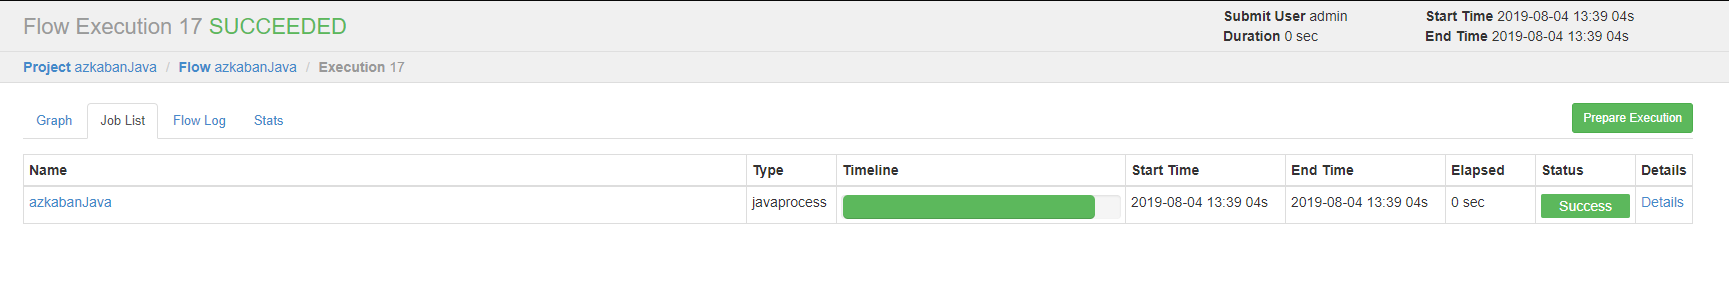 Flow Execution 17 SUCCEEDED
Submit User admin
Start Time 2019-08-04 13:39 04s
Duration 0 sec
End Time 2019-08-04 13:39 04s
Project azkabanJava / Flow azkabanJava / Execution 17
Graph Job List Flow Log Stats
Prepare Execution
Name Type Timeline Start Time End Time Elapsed Status Details
azkabanJava javaprocess 2019-08-04 13:39 04s 2019-08-04 13:39 04s 0 sec Success Details